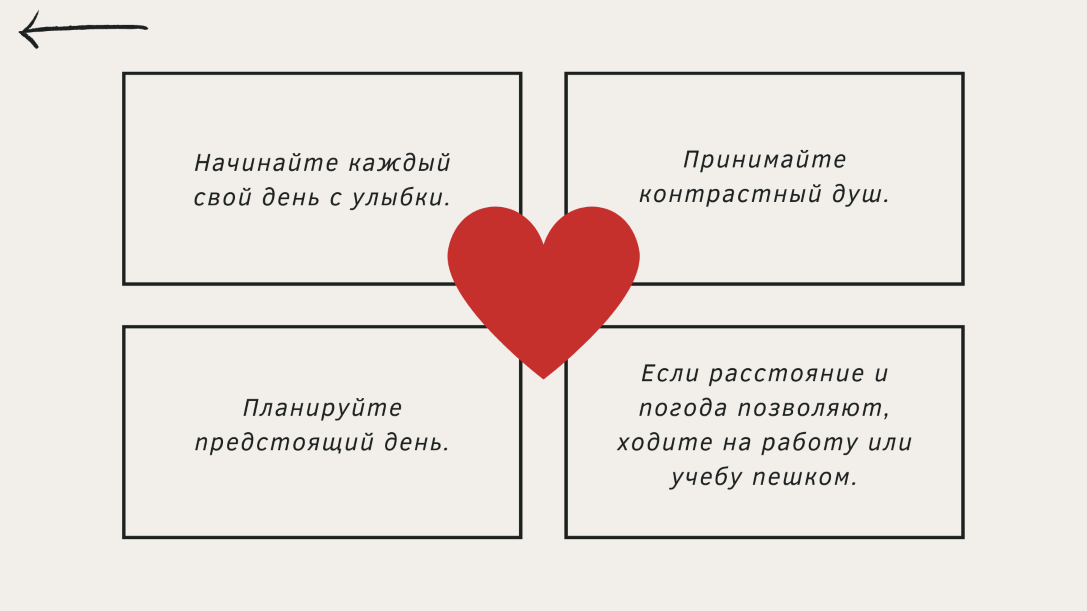 Начинайте каждый
свой день с улыбки.
Принимайте
контрастный душ.
Планируйте
предстоящий день.
Если расстояние и
погода позволяют,
ходите на работу или
учебу пешком.